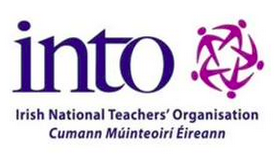 into
Irish National Teachers' Organisation
Cumann Múinteoirí Éireann